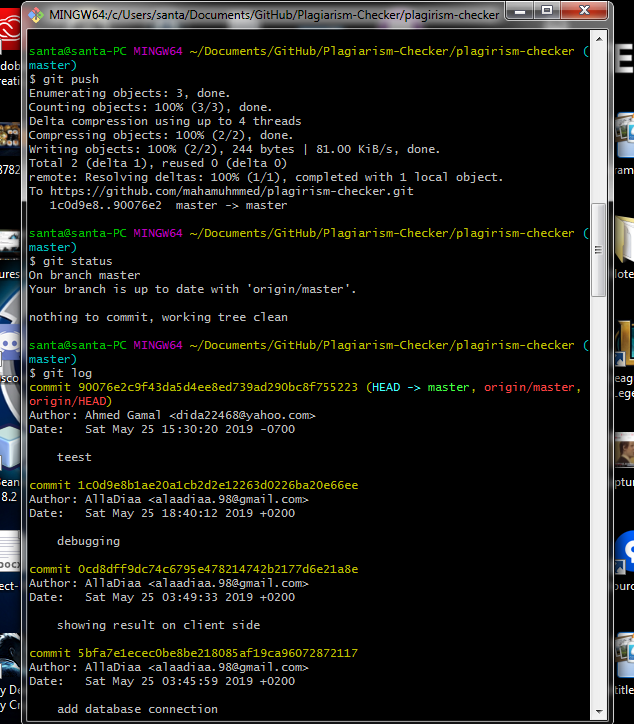 MINGW64:/c/Users/santa/Documents/GitHub/Plagiarism-Checker/plagirism-checker
santa@santa-PC MINGW64 ~/Documents/GitHub/Plagiarism-Checker/plagirism-checker (
master)
$ git push
Enumerating objects: 3, done.
Counting objects: 100% (3/3), done.
Delta compression using up to 4 threads
Compressing objects: 100% (2/2), done.
Writing objects: 100% (2/2), 244 bytes | 81.00 KiB/s, done.
Total 2 (delta 1), reused 0 (delta 0)
remote: Resolving deltas: 100% (1/1), completed with 1 local object.
To https://github.com/mahamuhmmed/plagirism-checker.git
1c0d9e8..90076e2  master -> master
santa@santa-PC MINGW64 ~/Documents/GitHub/Plagiarism-Checker/plagirism-checker (
master)
$ git status
On branch master
Your branch is up to date with 'origin/master'.
nothing to commit, working tree clean
santa@santa-PC MINGW64 ~/Documents/GitHub/Plagiarism-Checker/plagirism-checker (
master)
$ git log
commit 90076e2c9f43da5d4ee8ed739ad290bc8f755223 (HEAD -> master, origin/master,
origin/HEAD)
Author: Ahmed Gamal <dida22468@yahoo.com>
Date:   Sat May 25 15:30:20 2019 -0700
teest
commit 1c0d9e8b1ae20a1cb2d2e12263d0226ba20e66ee
Author: AllaDiaa <alaadiaa.98@gmail.com>
Date:   Sat May 25 18:40:12 2019 +0200
debugging
commit 0cd8dff9dc74c6795e478214742b2177d6e21a8e
Author: AllaDiaa <alaadiaa.98@gmail.com>
Date:   Sat May 25 03:49:33 2019 +0200
showing result on client side
commit 5bfa7e1ecec0be8be218085af19ca96072872117
Author: AllaDiaa <alaadiaa.98@gmail.com>
Date:   Sat May 25 03:45:59 2019 +0200
add database connection